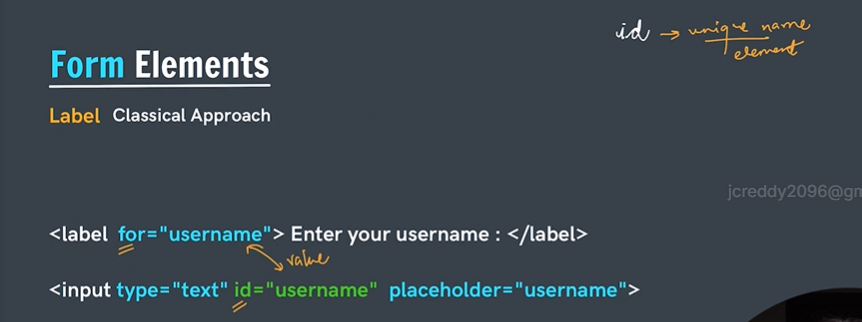 id → unique name
element
Form Elements
Label Classical Approach
jcreddy2096@gm
<label for="username"> Enter your username : </label>
value
<input type="text" id="username" placeholder="username">